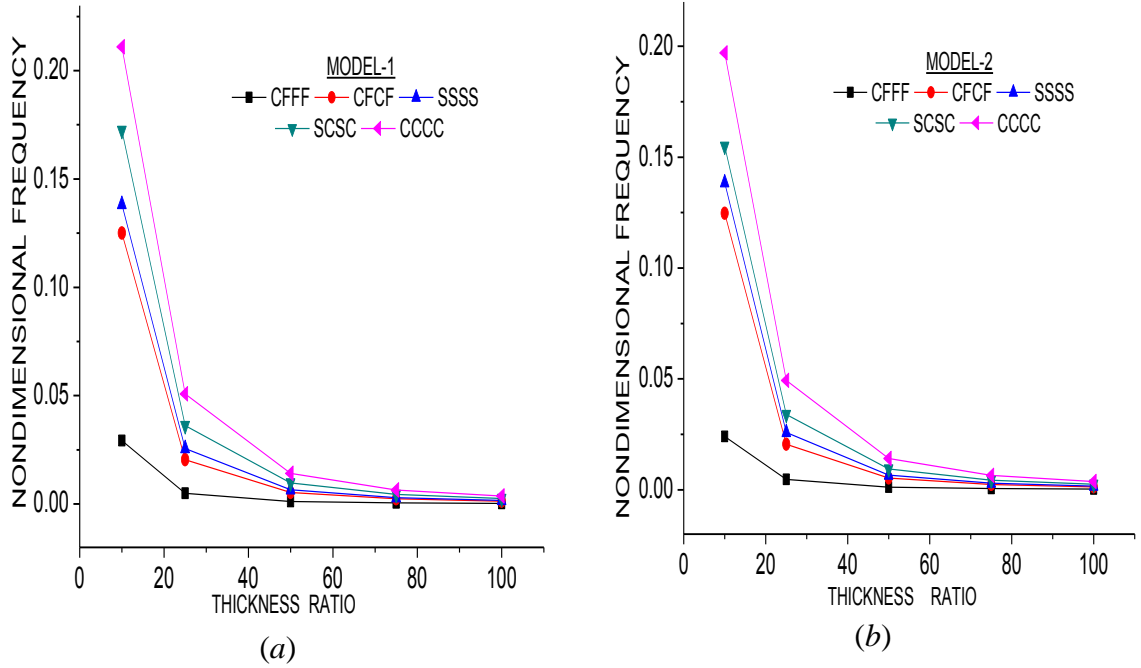 NONDIMENSIONAL FREQUENCY
0.20
0.15
0.10
0.05
0.00
MODEL-1
CFFF CFCF SSSS
SCSC CCCC
0 20 40 60 80 100
THICKNESS RATIO
(a)
NONDIMENSIONAL FREQUENCY
0.20
0.15
0.10
0.05
0.00
MODEL-2
CFFF CFCF SSSS
SCSC CCCC
0 20 40 60 80 100
THICKNESS RATIO
(b)